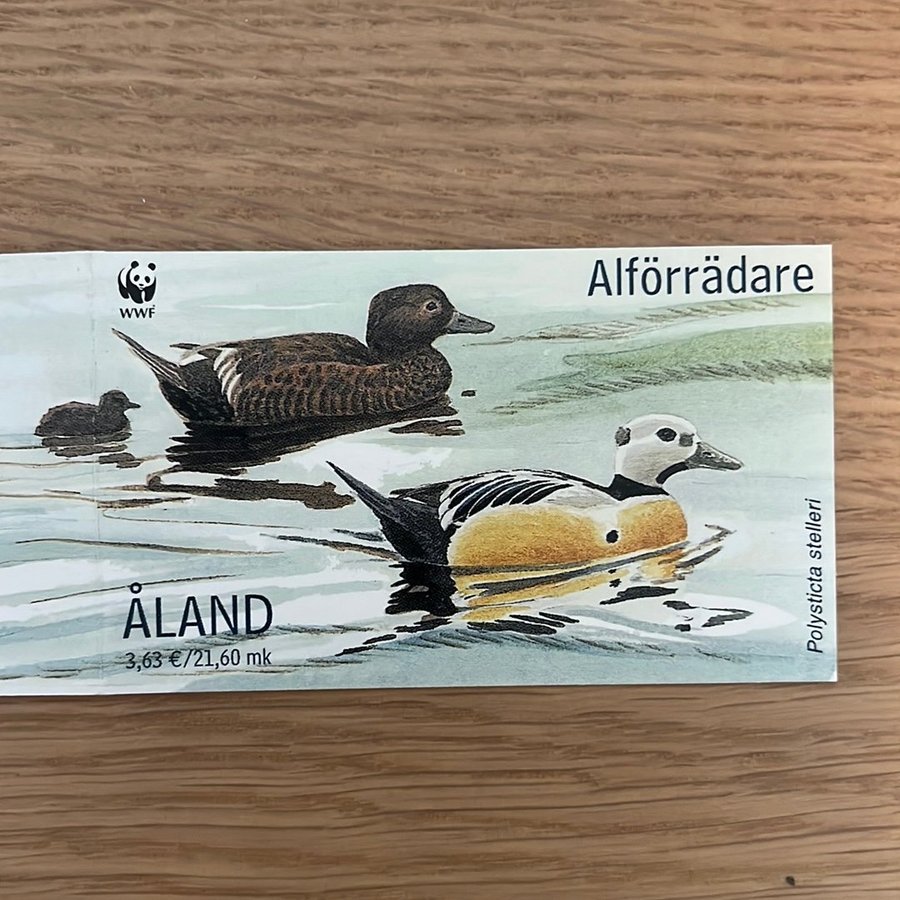 WWF
Alförrädare
Polysticta stelleri
ÅLAND
3,63 €/21,60 mk